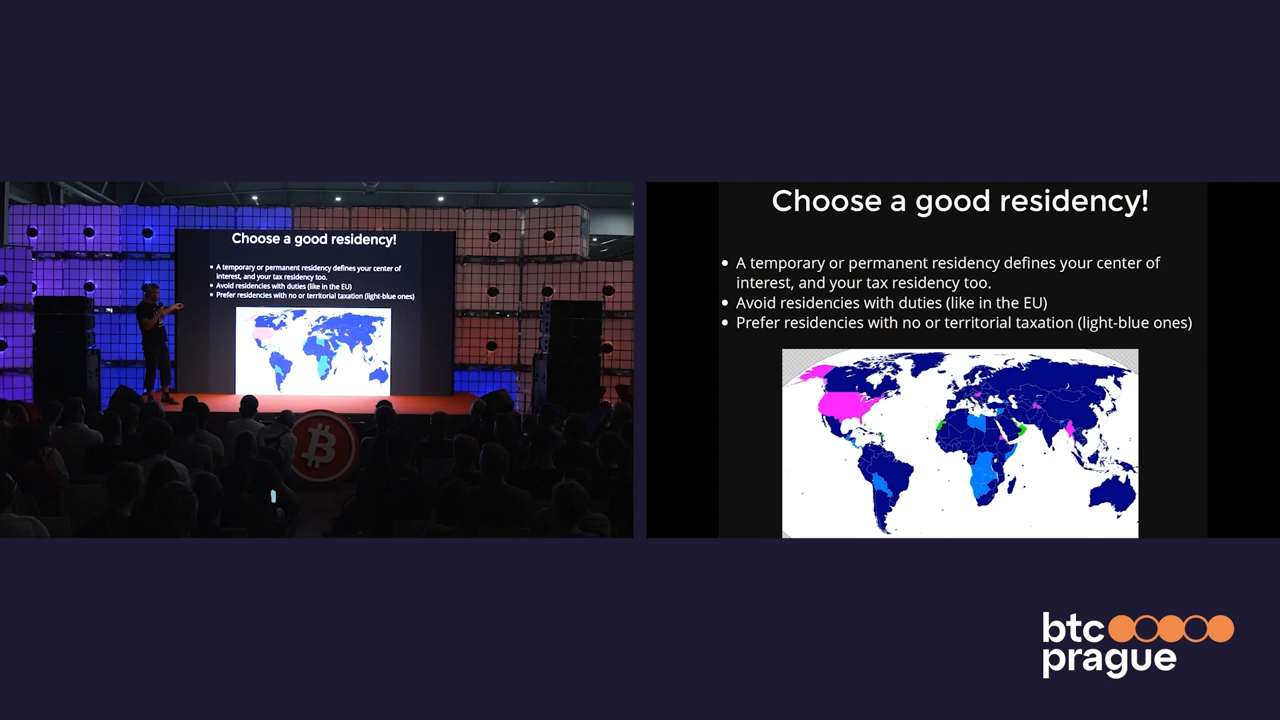 Choose a good residency!
A temporary or permanent residency defines your center of
interest, and your tax residency too.
Avoid residencies with duties (like in the EU)
Prefer residencies with no or territorial taxation (light-blue ones)
Choose a good residency!
A temporary or permanent residency defines your center of
interest, and your tax residency too.
Avoid residencies with duties (like in the EU)
Prefer residencies with no or territorial taxation (light-blue ones)
btc
prague